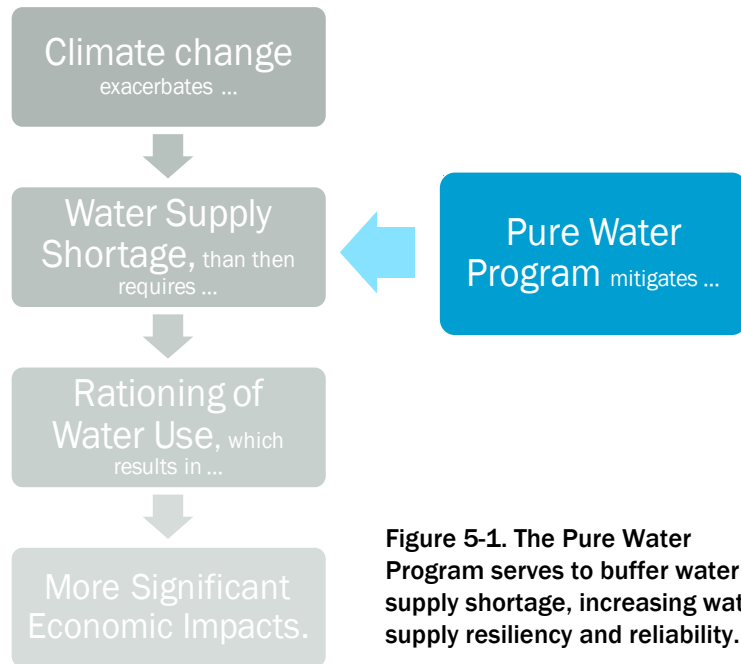 Climate change
exacerbates ...
Water Supply
Shortage, than then
requires ...
Pure Water
Program mitigates ...
Rationing of
Water Use, which
results in ...
More Significant
Economic Impacts.
Figure 5-1. The Pure Water
Program serves to buffer water
supply shortage, increasing wat
supply resiliency and reliability.